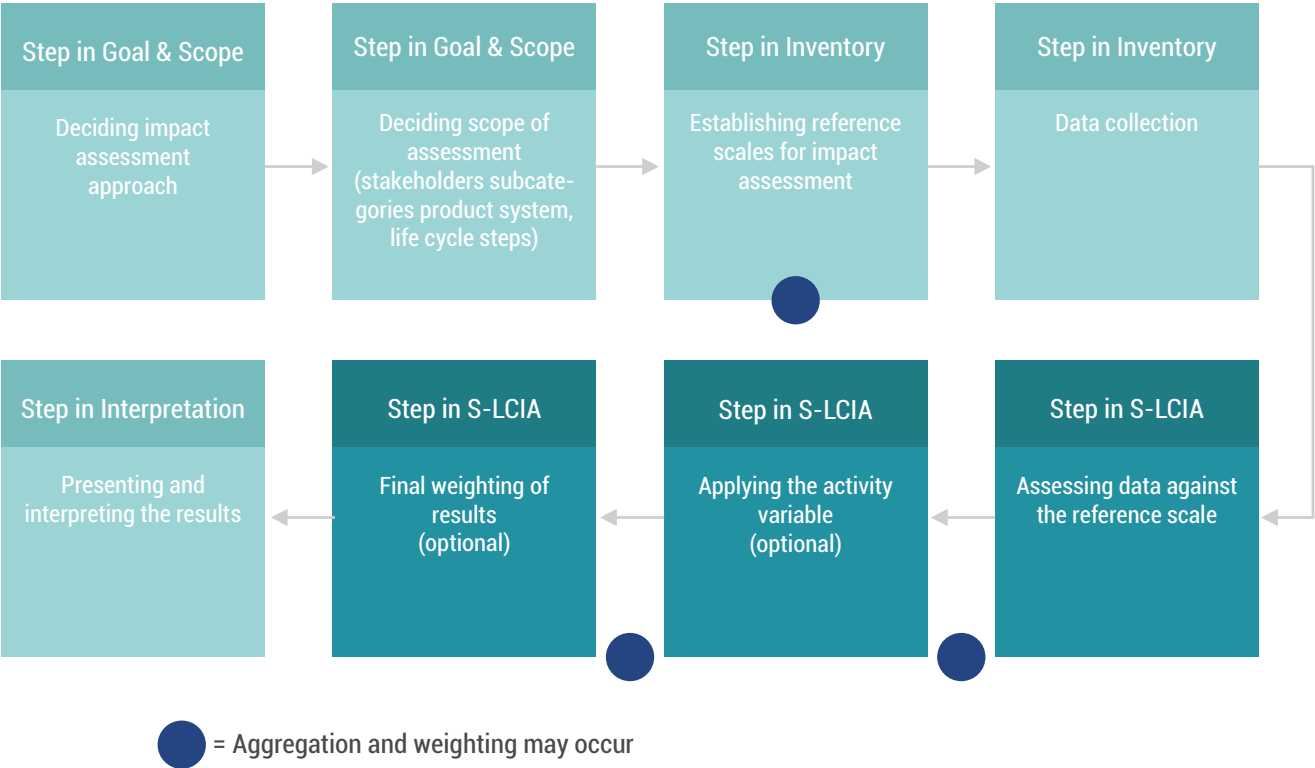 Step in Goal & Scope
Deciding impact
assessment
approach
Step in Goal & Scope
Deciding scope of
assessment
(stakeholders subcate-
gories product system,
life cycle steps)
Step in Inventory
Establishing reference
scales for impact
assessment
Step in Inventory
Data collection
Step in Interpretation
Presenting and
interpreting the results
Step in S-LCIA
Final weighting of
results
(optional)
Step in S-LCIA
Applying the activity
variable
(optional)
Step in S-LCIA
Assessing data against
the reference scale
= Aggregation and weighting may occur